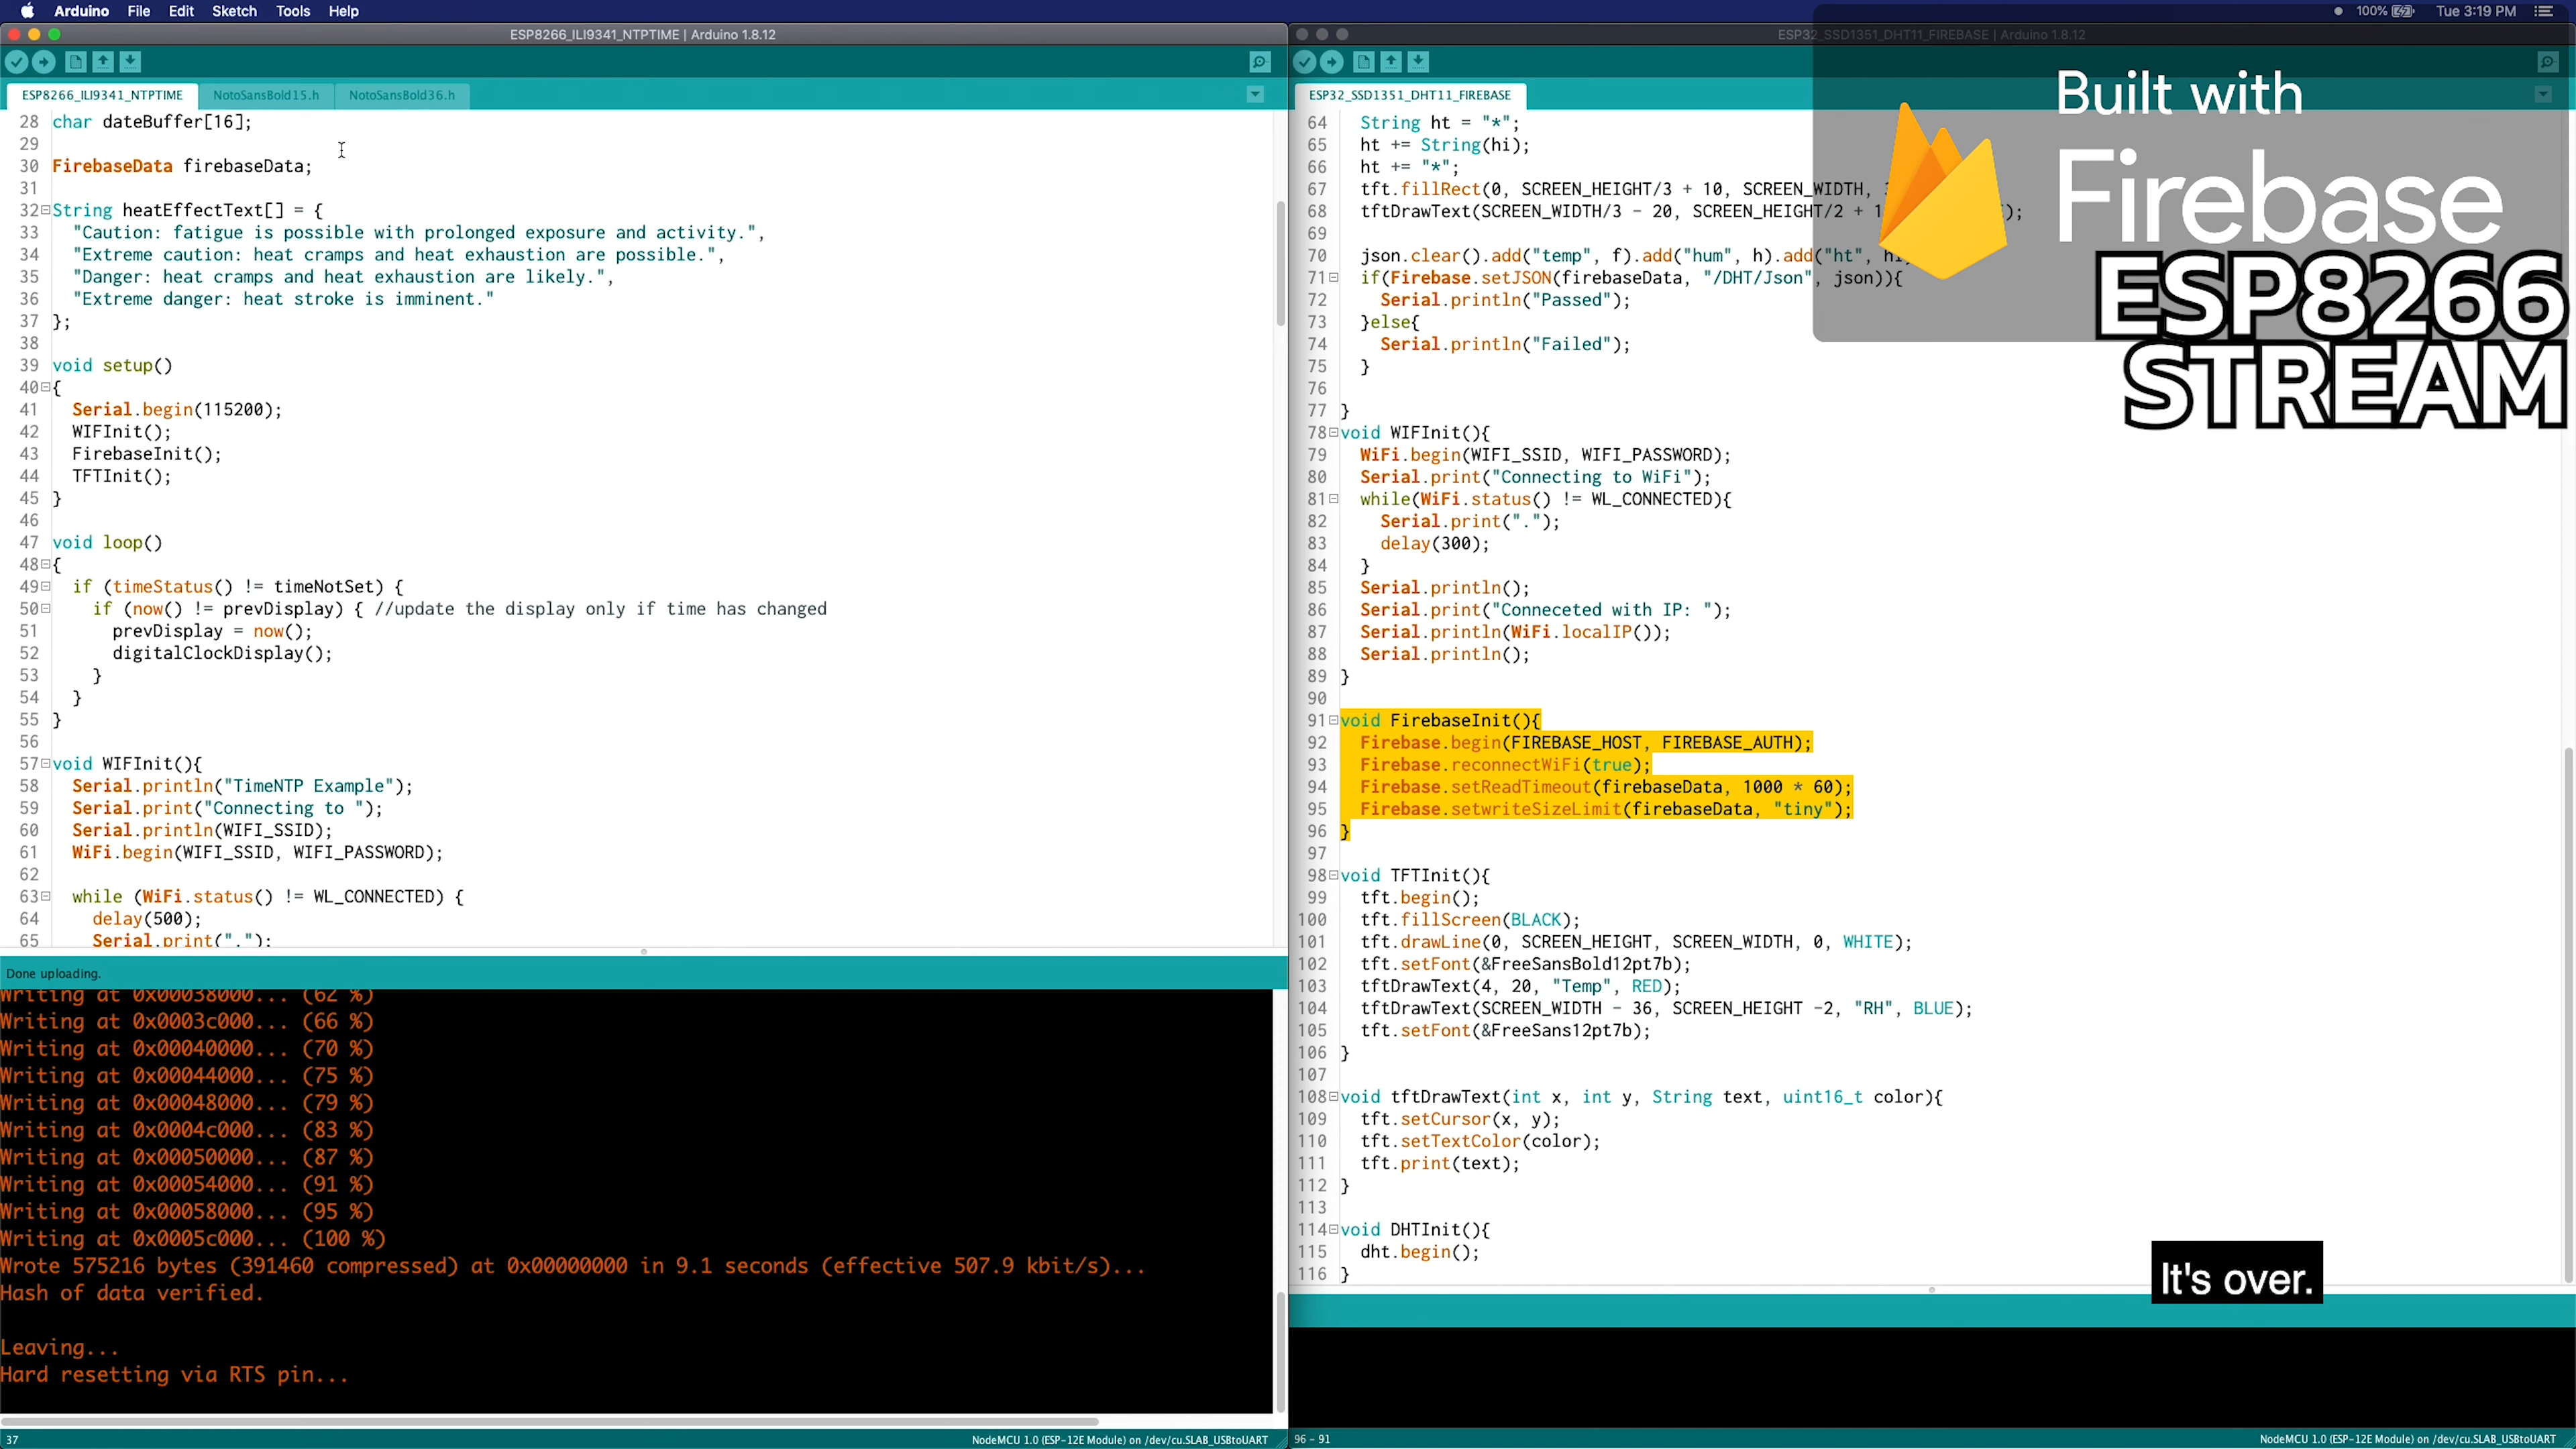 Arduino File Edit Sketch Tools Help
100% Tue 3:19 PM
ESP8266_ILI9341_NTPTIME | Arduino 1.8.12
ESP8266_ILI9341_NTPTIME NotoSansBold15.h NotoSansBold36.h
28 char dateBuffer[16];
29
30 FirebaseData firebaseData;
31
32 String heatEffectText[] = {
33 "Caution: fatigue is possible with prolonged exposure and activity.",
34 "Extreme caution: heat cramps and heat exhaustion are possible.",
35 "Danger: heat cramps and heat exhaustion are likely.",
36 "Extreme danger: heat stroke is imminent."
37 };
38
39 void setup()
40 {
41 Serial.begin(115200);
42 WIFInit();
43 FirebaseInit();
44 TFTInit();
45 }
46
47 void loop()
48 {
49 if (timeStatus() != timeNotSet) {
50 if (now() != prevDisplay) { //update the display only if time has changed
51 prevDisplay = now();
52 digitalClockDisplay();
53 }
54 }
55 }
56
57 void WIFInit(){
58 Serial.println("TimeNTP Example");
59 Serial.print("Connecting to ");
60 Serial.println(WIFI_SSID);
61 WiFi.begin(WIFI_SSID, WIFI_PASSWORD);
62
63 while (WiFi.status() != WL_CONNECTED) {
64 delay(500);
65 Serial.print(".");
Done uploading.
Writing at 0x00038000... (62 %)
Writing at 0x0003c000... (66 %)
Writing at 0x00040000... (70 %)
Writing at 0x00044000... (75 %)
Writing at 0x00048000... (79 %)
Writing at 0x0004c000... (83 %)
Writing at 0x00050000... (87 %)
Writing at 0x00054000... (91 %)
Writing at 0x00058000... (95 %)
Writing at 0x0005c000... (100 %)
Wrote 575216 bytes (391460 compressed) at 0x00000000 in 9.1 seconds (effective 507.9 kbit/s)...
Hash of data verified.
Leaving...
Hard resetting via RTS pin...
37 NodeMCU 1.0 (ESP-12E Module) on /dev/cu.SLAB_USBtoUART
ESP32_SSD1351_DHT11_FIREBASE | Arduino 1.8.12
ESP32_SSD1351_DHT11_FIREBASE
64 String ht = "*";
65 ht += String(hi);
66 ht += "*";
67 tft.fillRect(0, SCREEN_HEIGHT/3 + 10, SCREEN_WIDTH,
68 tftDrawText(SCREEN_WIDTH/3 - 20, SCREEN_HEIGHT/2 + 1 );
69
70 json.clear().add("temp", f).add("hum", h).add("ht",
71 if(Firebase.setJSON(firebaseData, "/DHT/Json", json)){
72 Serial.println("Passed");
73 }else{
74 Serial.println("Failed");
75 }
76
77 }
78 void WIFInit(){
79 WiFi.begin(WIFI_SSID, WIFI_PASSWORD);
80 Serial.print("Connecting to WiFi");
81 while(WiFi.status() != WL_CONNECTED){
82 Serial.print(".");
83 delay(300);
84 }
85 Serial.println();
86 Serial.print("Conneceted with IP: ");
87 Serial.println(WiFi.localIP());
88 Serial.println();
89 }
90
91 void FirebaseInit(){
92 Firebase.begin(FIREBASE_HOST, FIREBASE_AUTH);
93 Firebase.reconnectWiFi(true);
94 Firebase.setReadTimeout(firebaseData, 1000 * 60);
95 Firebase.setwriteSizeLimit(firebaseData, "tiny");
96 }
97
98 void TFTInit(){
99 tft.begin();
100 tft.fillScreen(BLACK);
101 tft.drawLine(0, SCREEN_HEIGHT, SCREEN_WIDTH, 0, WHITE);
102 tft.setFont(&FreeSansBold12pt7b);
103 tftDrawText(4, 20, "Temp", RED);
104 tftDrawText(SCREEN_WIDTH - 36, SCREEN_HEIGHT -2, "RH", BLUE);
105 tft.setFont(&FreeSans12pt7b);
106 }
107
108 void tftDrawText(int x, int y, String text, uint16_t color){
109 tft.setCursor(x, y);
110 tft.setTextColor(color);
111 tft.print(text);
112 }
113
114 void DHTInit(){
115 dht.begin();
116 }
96 - 91 NodeMCU 1.0 (ESP-12E Module) on /dev/cu.SLAB_USBtoUART
Built with
Firebase
ESP8266
STREAM
It's over.